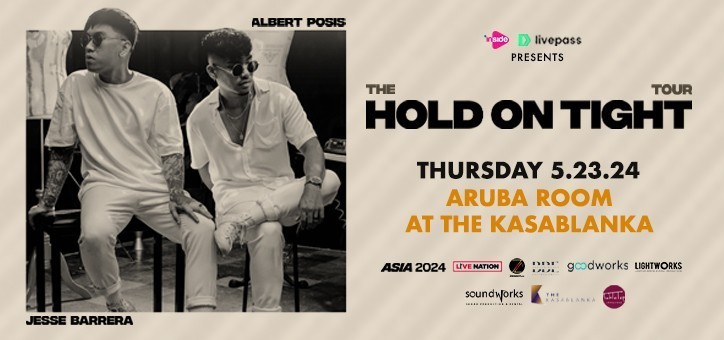 ALBERT POSIS
JESSE BARRERA
inside livepass
PRESENTS
THE TOUR
HOLD ON TIGHT
THURSDAY 5.23.24
ARUBA ROOM
AT THE KASABLANKA
ASIA 2024 LIVE NATION goodworks LIGHTWORKS
soundworks THE KASABLANKA